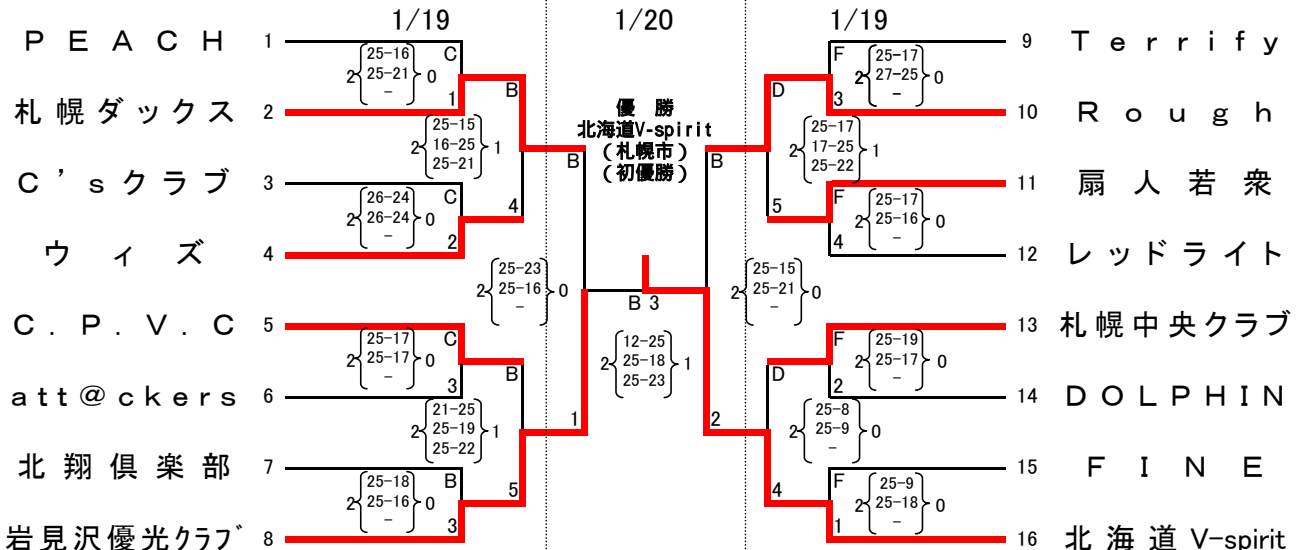 1/19 1/20 1/19
ＰＥＡＣＨ 1
C
2 25-16 0
25-21
-
1
札幌ダックス 2
B
25-15
2 16-25 1
25-21
4
Ｃ’ｓクラブ 3
C
26-24
2 26-24 0
-
2
ウィズ 4
B
25-23
2 25-16 0
-
1
Ｃ．Ｐ．Ｖ．Ｃ 5
C
25-17
2 25-17 0
-
3
ａｔｔ＠ｃｋｅｒｓ 6
B
21-25
2 25-19 1
25-22
5
北翔倶楽部 7
B
25-18
2 25-16 0
-
3
岩見沢優光ｸﾗﾌﾞ 8
優勝
北海道V-spirit
(札幌市)
(初優勝)
B 3
12-25
2 25-18 1
25-23
9 Ｔｅｒｒｉｆｙ
F
25-17
2 27-25 0
-
3
10 Ｒｏｕｇｈ
D
25-17
2 17-25 1
25-22
5
11 扇人若衆
F
25-17
2 25-16 0
-
4
12 レッドライト
B
25-15
2 25-21 0
-
2
13 札幌中央クラブ
F
25-19
2 25-17 0
-
2
14 ＤＯＬＰＨＩＮ
D
25-8
2 25-9 0
-
4
15 ＦＩＮＥ
F
25-9
2 25-18 0
-
1
16 北海道 V-spirit